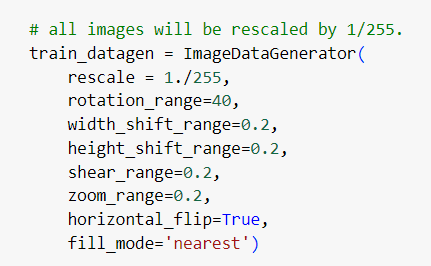 # all images will be rescaled by 1/255.
train_datagen = ImageDataGenerator(
    rescale = 1./255,
    rotation_range=40,
    width_shift_range=0.2,
    height_shift_range=0.2,
    shear_range=0.2,
    zoom_range=0.2,
    horizontal_flip=True,
    fill_mode='nearest')